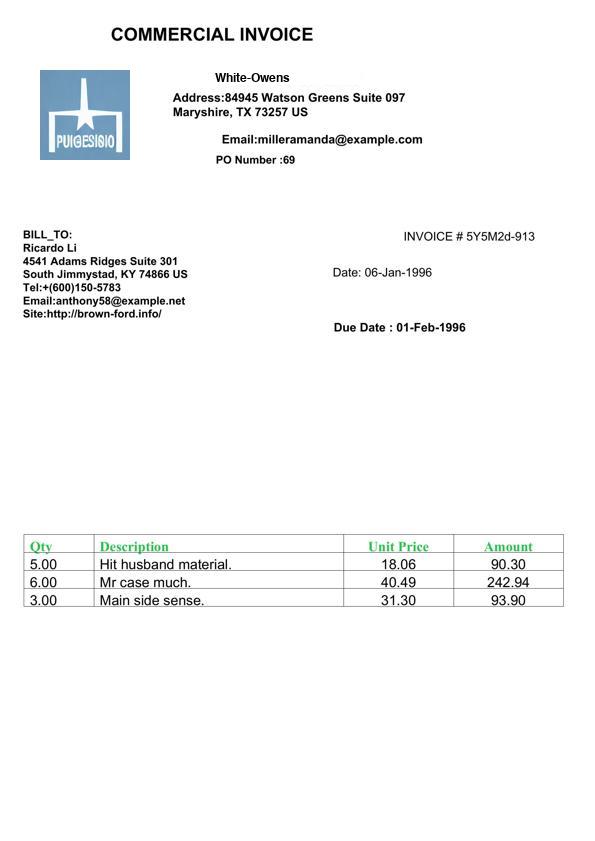 COMMERCIAL INVOICE
White-Owens
Address:84945 Watson Greens Suite 097
Maryshire, TX 73257 US
PUIGESISIO
Email:milleramanda@example.com
PO Number :69
BILL_TO:
Ricardo Li
4541 Adams Ridges Suite 301
South Jimmystad, KY 74866 US
Tel:+(600)150-5783
Email:anthony58@example.net
Site:http://brown-ford.info/
INVOICE # 5Y5M2d-913
Date: 06-Jan-1996
Due Date : 01-Feb-1996
Qty Description Unit Price Amount
5.00 Hit husband material. 18.06 90.30
6.00 Mr case much. 40.49 242.94
3.00 Main side sense. 31.30 93.90